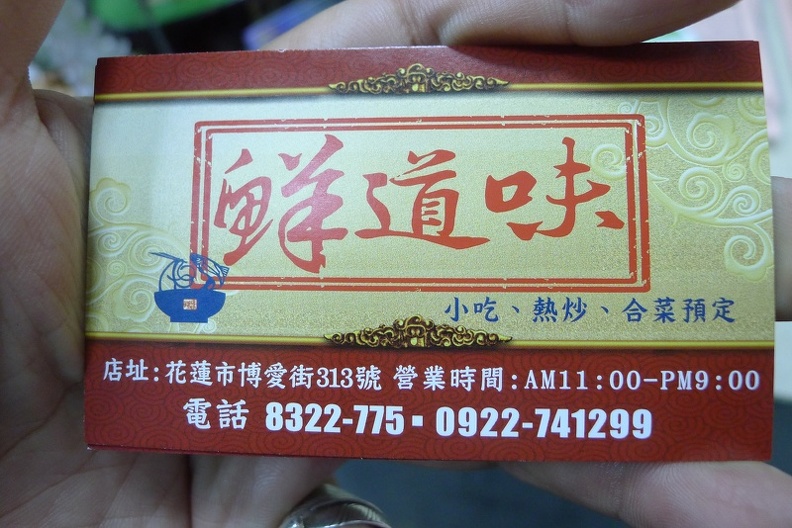 鮮道味
小吃、熱炒、合菜預定
店址:花蓮市博愛街313號 營業時間:AM11:00-PM9:00
電話 8322-775▪0922-741299